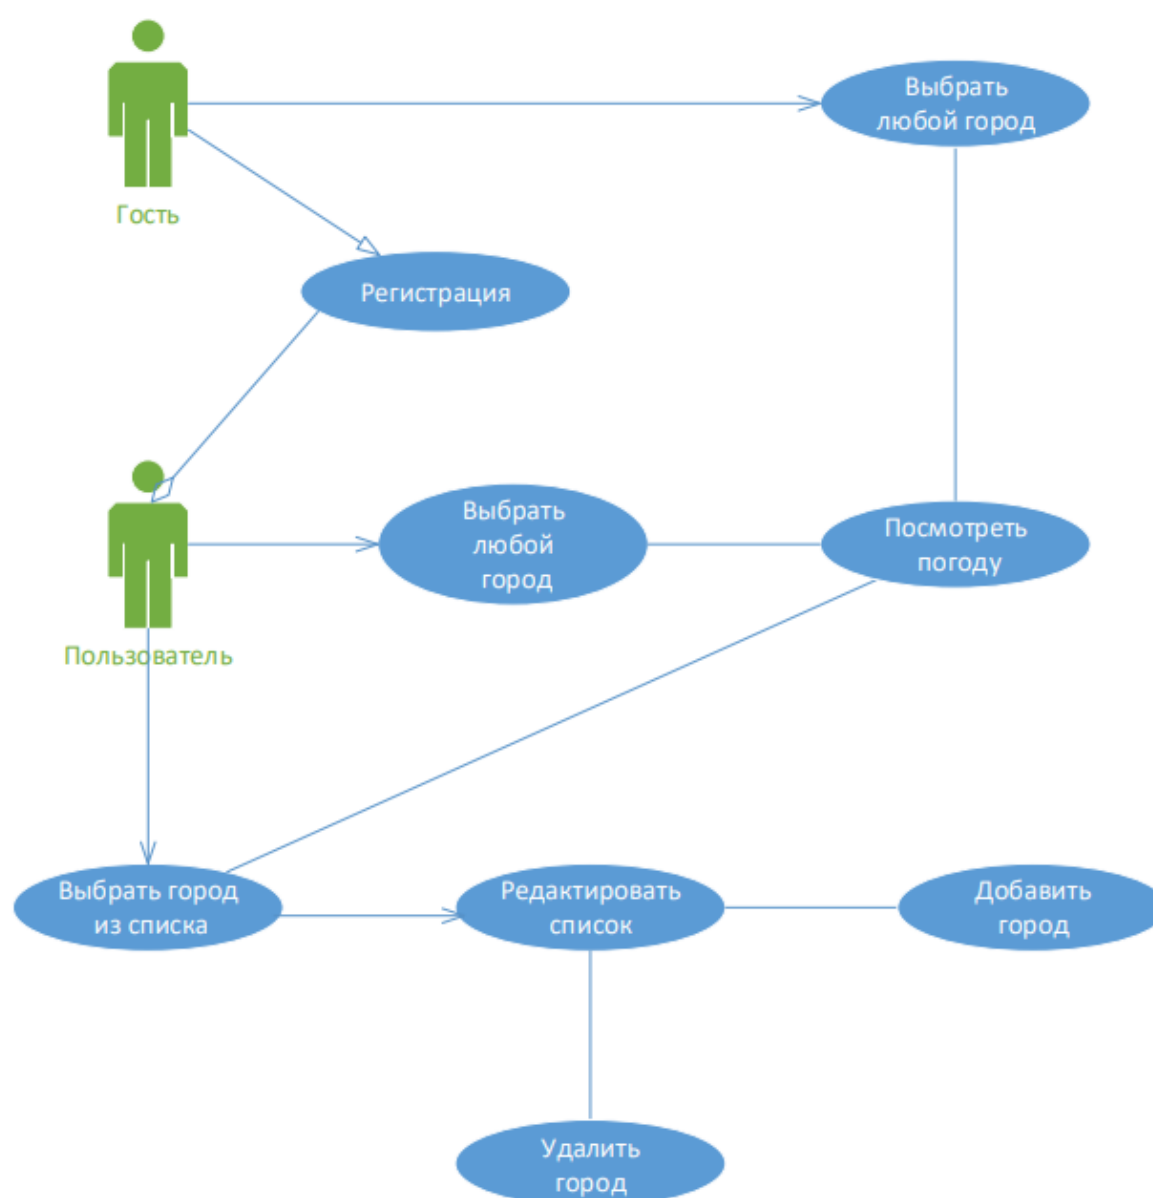 Выбрать
любой город
Гость
Регистрация
Выбрать
любой
город
Посмотреть
погоду
Пользователь
Выбрать город
из списка
Редактировать
список
Добавить
город
Удалить
город